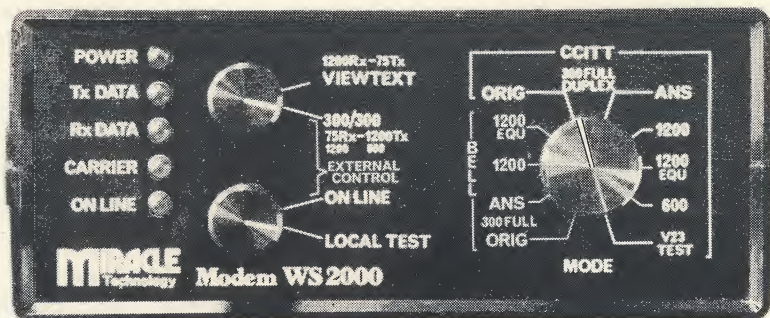 POWER
Tx DATA
Rx DATA
CARRIER
ON LINE
MIRACLE
Technology
Modem WS2000
1200Rx-75Tx
VIEWTEXT
300/300
75Rx-1200Tx
1200 600
EXTERNAL
CONTROL
ON LINE
LOCAL TEST
CCITT
300 FULL
DUPLEX
ORIG
ANS
1200
EQU
1200
BELL
ANS
300 FULL
ORIG
1200
1200
EQU
600
V23
TEST
MODE